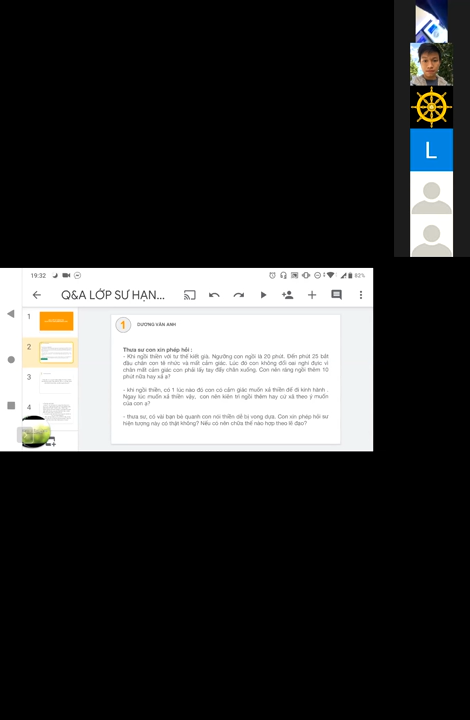 L
19:32
82%
Q&A LỚP SƯ HẠN...
1
2
3
4
1
DƯƠNG VÂN ANH
Thưa sư con xin phép hỏi :
- Khi ngồi thiền với tư thế kiết già. Ngưỡng con ngồi là 20 phút. Đến phút 25 bắt
đầu chân con tê nhức và mất cảm giác. Lúc đó con không đổi oai nghi được vì
chân mất cảm giác con phải lấy tay đẩy chân xuống. Con nên ráng ngồi thêm 10
phút nữa hay xả ạ?
- khi ngồi thiền, có 1 lúc nào đó con có cảm giác muốn xả thiền để đi kinh hành .
Ngay lúc muốn xả thiền vậy, con nên kiên trì ngồi thêm hay cứ xả theo ý muốn
của con ạ?
- thưa sư, có vài bạn bè quanh con nói thiền dễ bị vọng dựa. Con xin phép hỏi sư
hiện tượng này có thật không? Nếu có nên chữa thế nào hợp theo lẽ đạo?